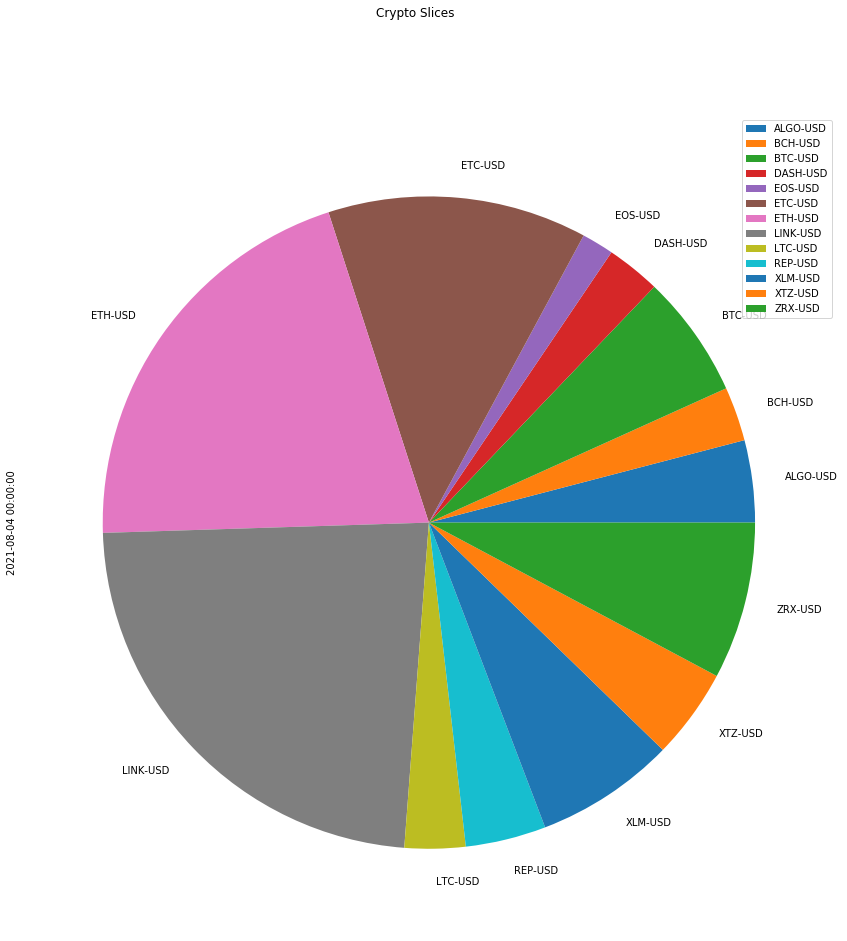 Crypto Slices
ETC-USD
EOS-USD
DASH-USD
ETH-USD
BTC-USD
BCH-USD
ALGO-USD
2021-08-04 00:00:00
ZRX-USD
XTZ-USD
LINK-USD
XLM-USD
REP-USD
LTC-USD
ALGO-USD
BCH-USD
BTC-USD
DASH-USD
EOS-USD
ETC-USD
ETH-USD
LINK-USD
LTC-USD
REP-USD
XLM-USD
XTZ-USD
ZRX-USD